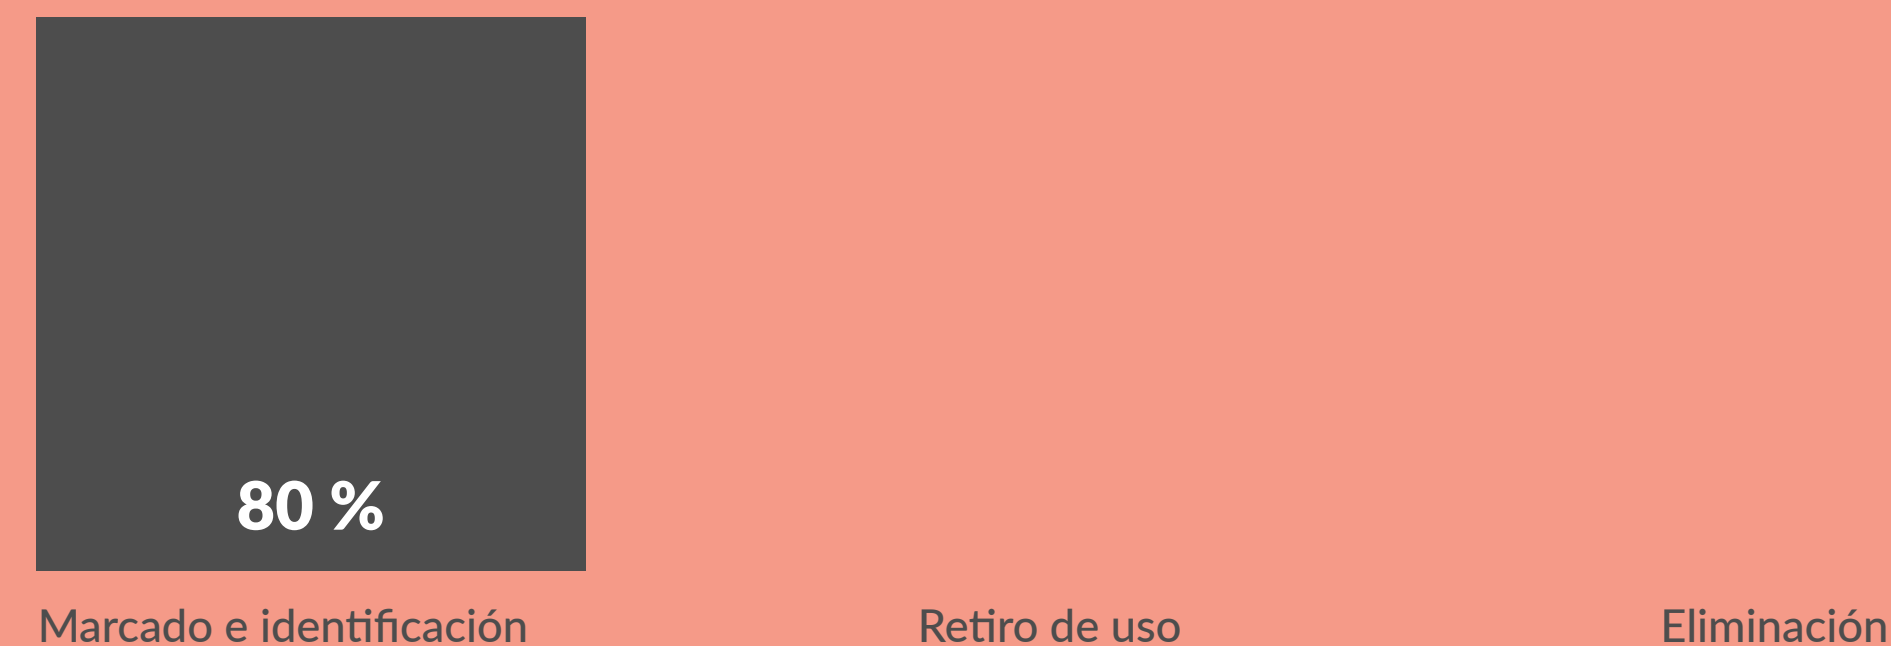 80 %
Marcado e identificación
Retiro de uso
Eliminación